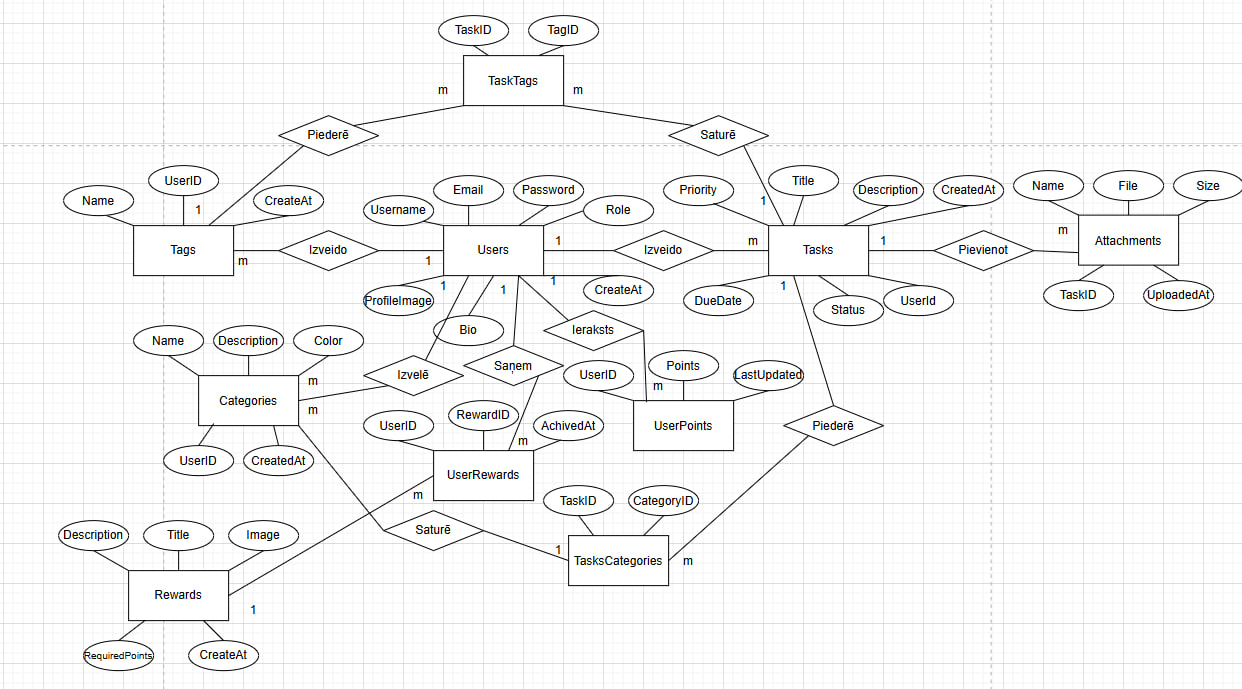 TaskID
TagID
TaskTags
m
m
Piederē
Saturē
UserID
Name
1
CreateAt
Tags
m
Izveido
1
Email
Password
Username
Role
Users
1
Izveido
m
ProfileImage
1
1
1
CreateAt
Bio
Priority
Title
1
Description
CreatedAt
Tasks
1
Pievienot
DueDate
1
Status
UserId
Name
File
Size
m
Attachments
TaskID
UploadedAt
Ieraksts
Name
Description
Color
m
Categories
m
UserID
CreatedAt
Izvelē
Saņem
UserID
Points
LastUpdated
m
UserPoints
Piederē
UserID
RewardID
AchivedAt
m
UserRewards
m
Saturē
TaskID
CategoryID
1
TasksCategories
m
Description
Title
Image
Rewards
1
RequiredPoints
CreateAt